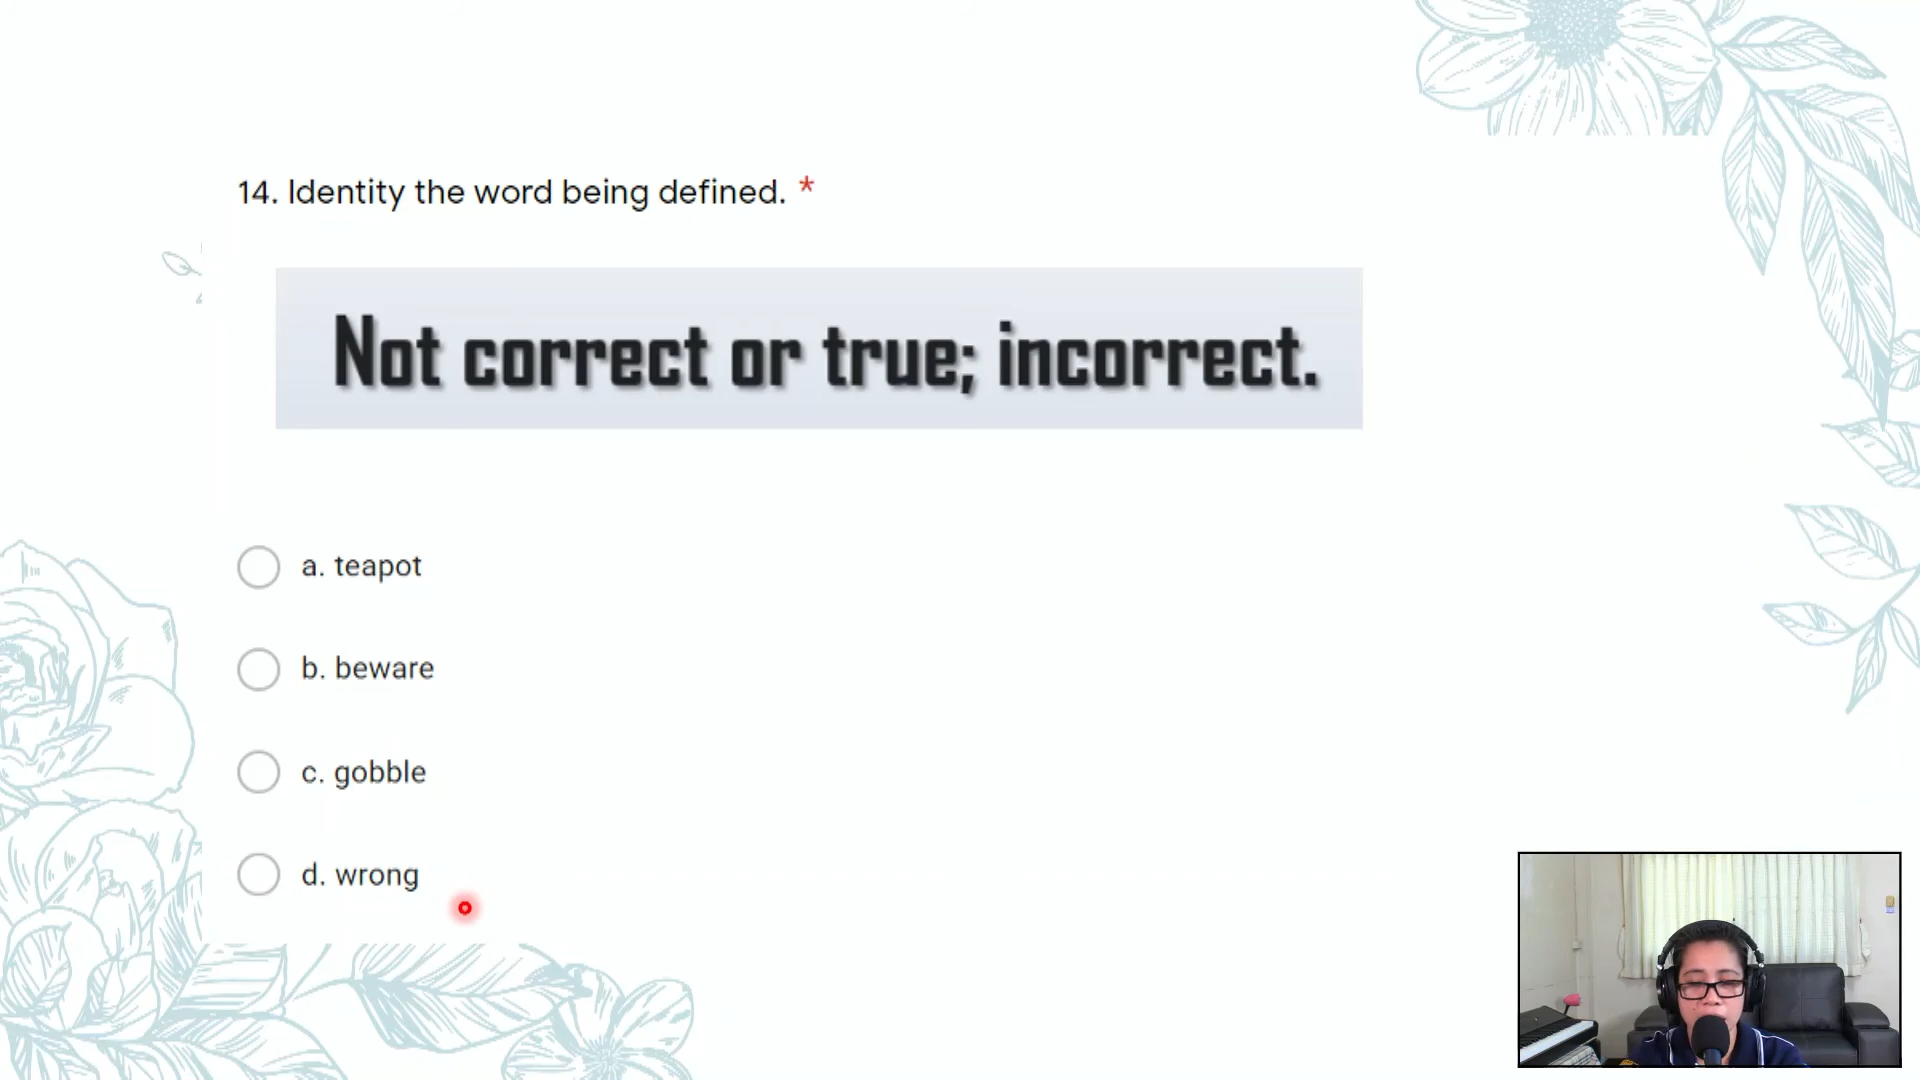 14. Identity the word being defined. *
Not correct or true; incorrect.
a. teapot
b. beware
c. gobble
d. wrong